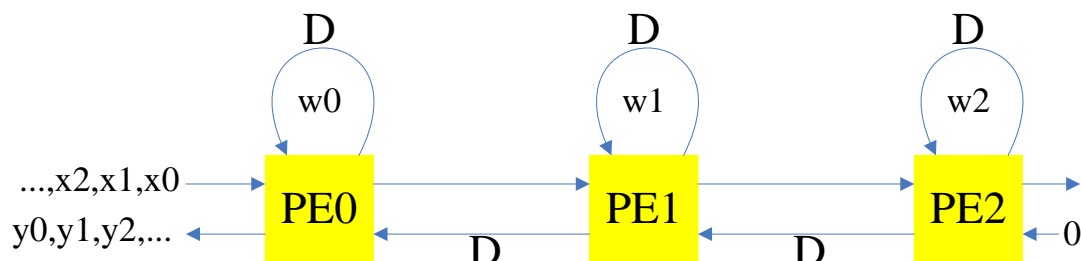 D D D
w0 w1 w2
...,x2,x1,x0
PE0 PE1 PE2
y0,y1,y2,... 0
D D